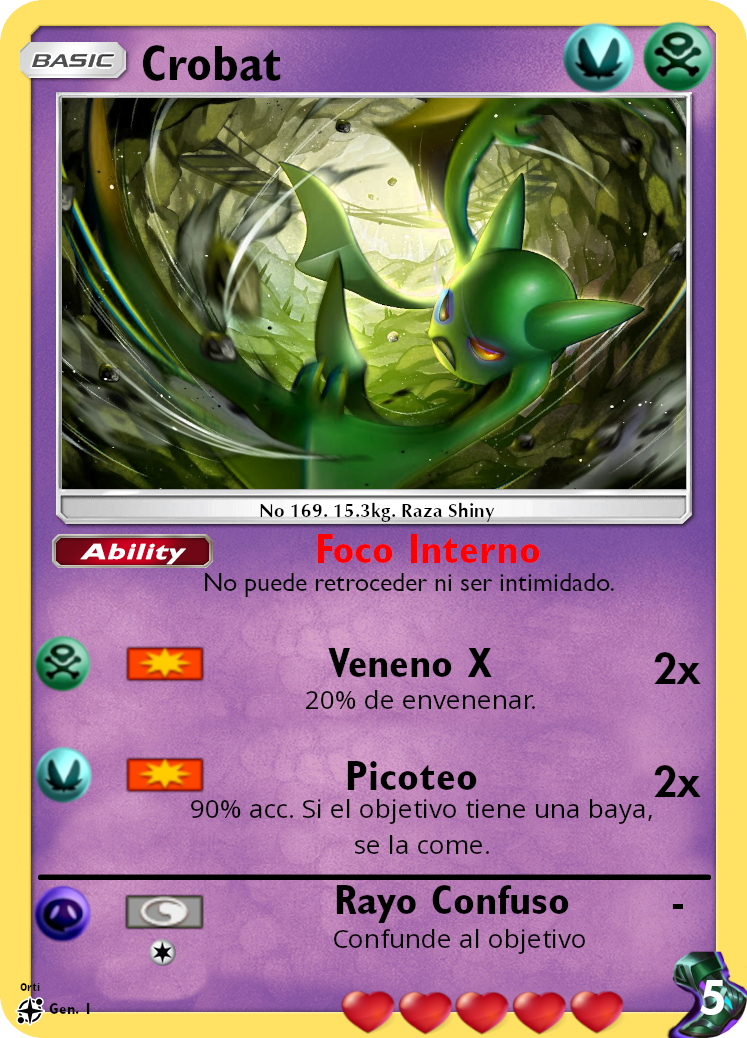 BASIC Crobat
No 169. 15.3kg. Raza Shiny
Ability Foco Interno
No puede retroceder ni ser intimidado.
Veneno X 2x
20% de envenenar.
Picoteo 2x
90% acc. Si el objetivo tiene una baya,
se la come.
Rayo Confuso -
Confunde al objetivo
Orti
Gen. 1
5